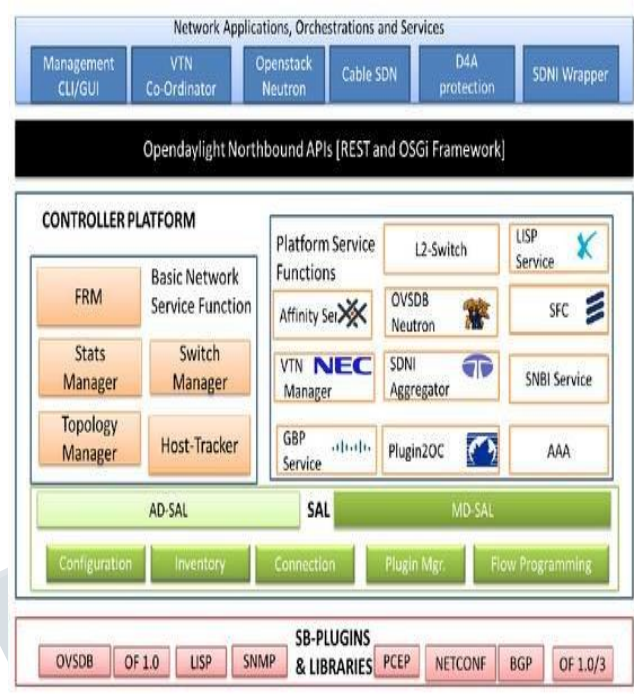 Network Applications, Orchestrations and Services
Management
CLI/GUI
VTN
Co-Ordinator
Openstack
Neutron
Cable SDN
D4A
protection
SDNI Wrapper
Opendaylight Northbound APIs [REST and OSGi Framework]
CONTROLLER PLATFORM
FRM
Basic Network
Service Function
Stats
Manager
Switch
Manager
Topology
Manager
Host-Tracker
Platform Service
Functions
L2-Switch
LISP
Service
Affinity Ser
OVSDB
Neutron
SFC
VTN NEC
Manager
SDNI
Aggregator
SNBI Service
GBP
Service
Plugin2OC
AAA
AD-SAL
SAL
MD-SAL
Configuration
Inventory
Connection
Plugin Mgr.
Flow Programming
SB-PLUGINS
& LIBRARIES
OVSDB
OF 1.0
LISP
SNMP
PCEP
NETCONF
BGP
OF 1.0/3